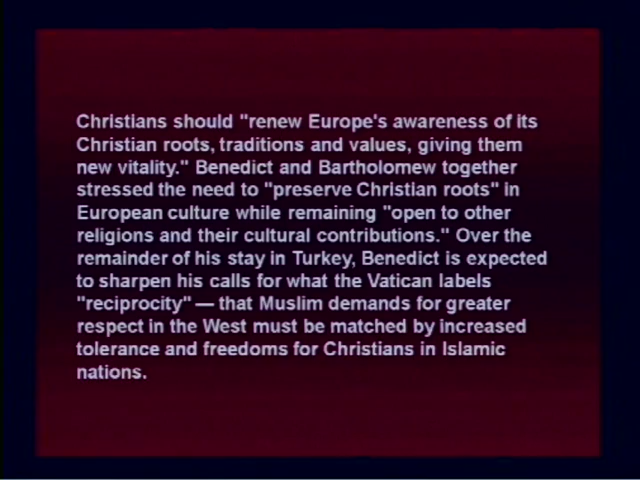 Christians should "renew Europe's awareness of its
Christian roots, traditions and values, giving them
new vitality." Benedict and Bartholomew together
stressed the need to "preserve Christian roots" in
European culture while remaining "open to other
religions and their cultural contributions." Over the
remainder of his stay in Turkey, Benedict is expected
to sharpen his calls for what the Vatican labels
"reciprocity" — that Muslim demands for greater
respect in the West must be matched by increased
tolerance and freedoms for Christians in Islamic
nations.